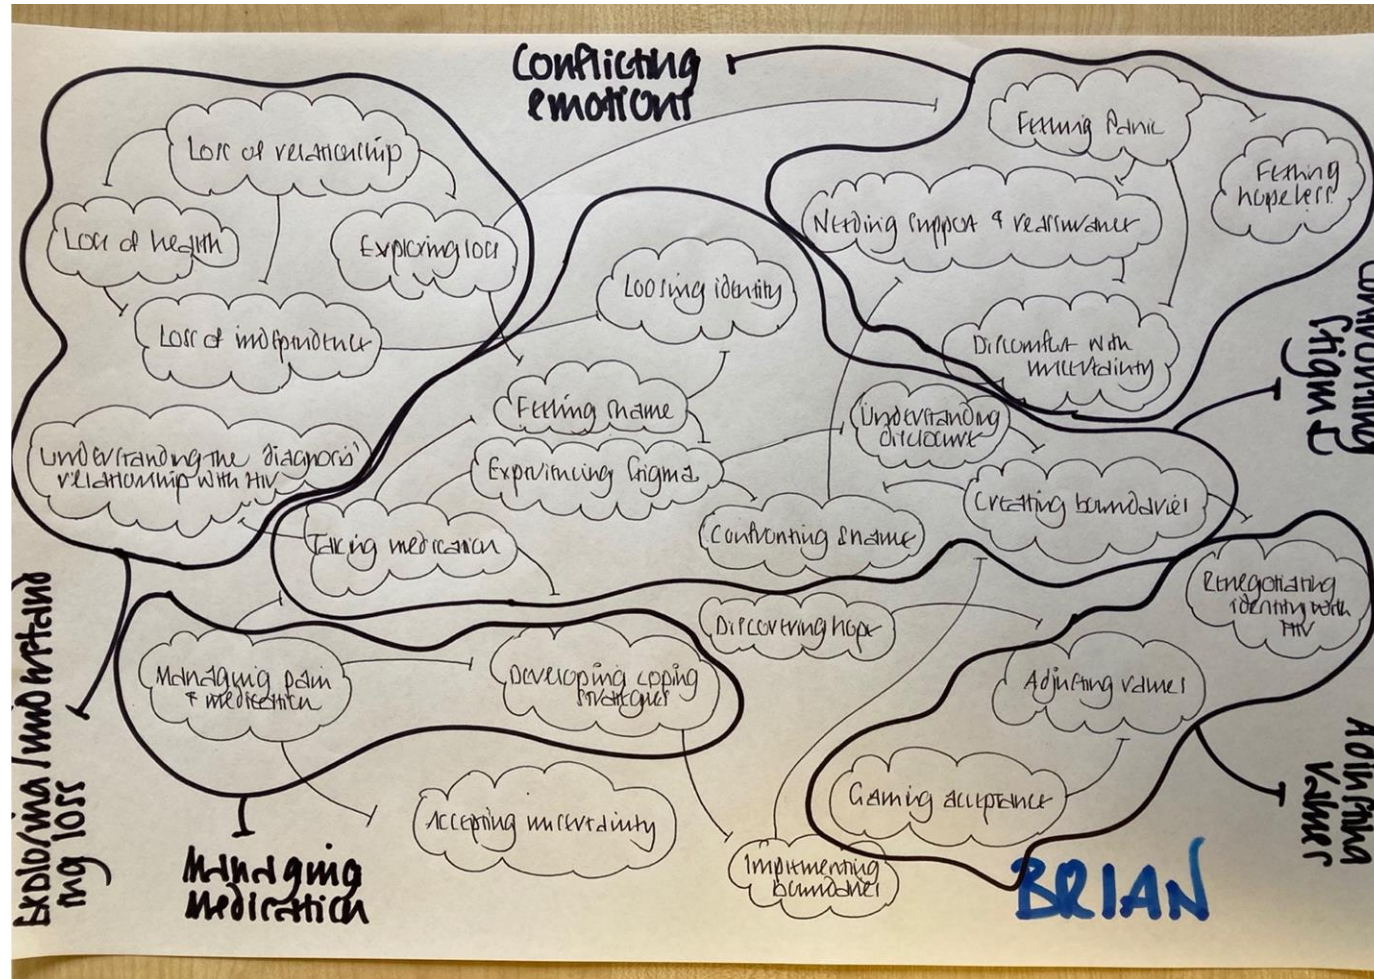 Conflicting
emotions
Loss of relationship
Loss of health
Exploring loss
Loss of independence
Understanding the diagnosis'
relationship with HIV
Feeling panic
Feeling
hopeless
Needing support & reassurance
Discomfort with
uncertainty
Loosing identity
Feeling shame
Experiencing stigma
Understanding
disclosure
Creating boundaries
Confronting shame
Taking medication
Stigma
Renegotiating
identity with
HIV
Discovering hope
Managing pain
& medication
Developing coping
strategies
Adjusting values
Gaining acceptance
Accepting uncertainty
Implementing
boundaries
Exploring/understand
ing loss
Managing
Medication
Adjusting
Values
BRIAN